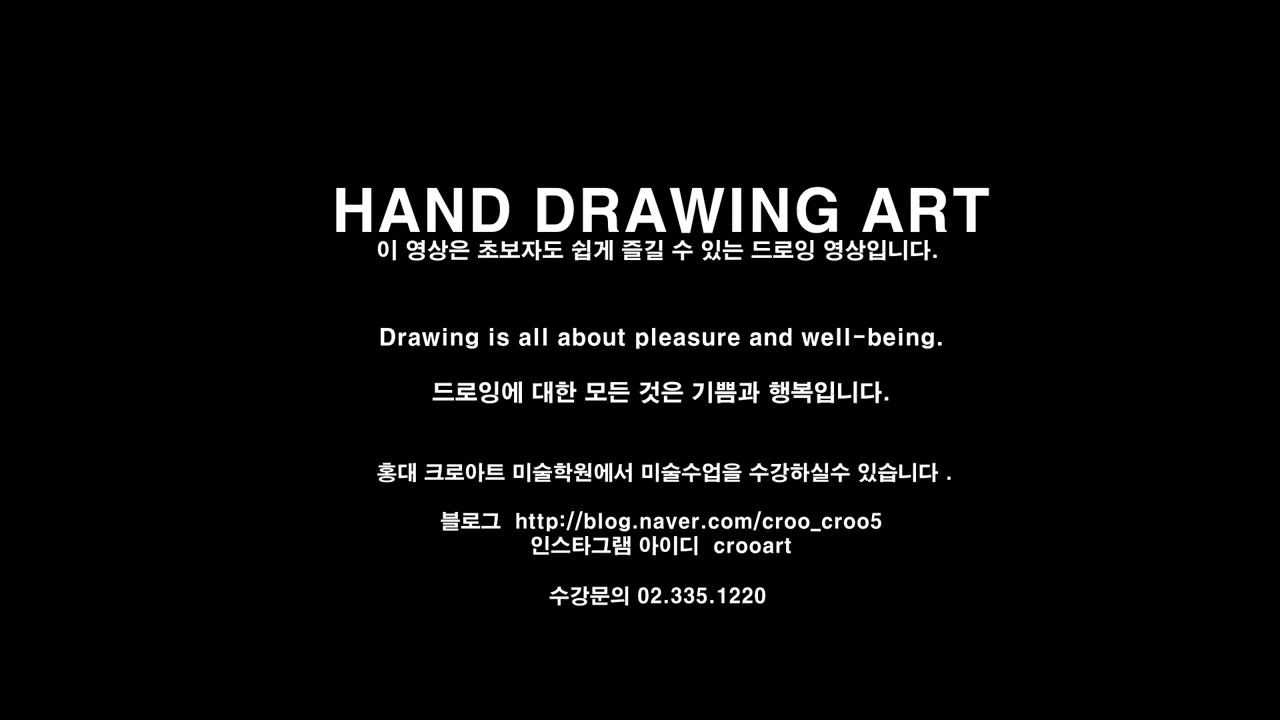 HAND DRAWING ART
이 영상은 초보자도 쉽게 즐길 수 있는 드로잉 영상입니다.
Drawing is all about pleasure and well-being.
드로잉에 대한 모든 것은 기쁨과 행복입니다.
홍대 크로아트 미술학원에서 미술수업을 수강하실수 있습니다 .
블로그 http://blog.naver.com/croo_croo5
인스타그램 아이디 crooart
수강문의 02.335.1220